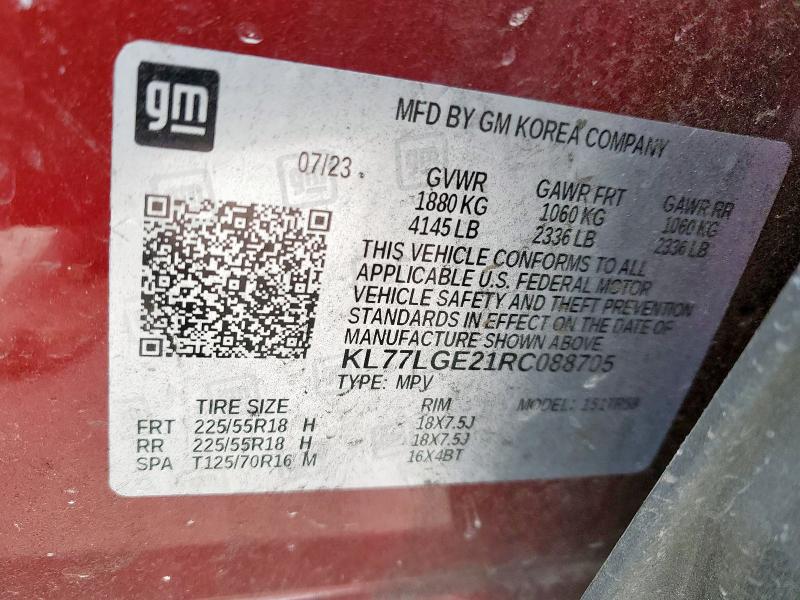 gm
MFD BY GM KOREA COMPANY
07/23
GVWR GAWR FRT GAWR RR
1880 KG 1060 KG 1060 KG
4145 LB 2336 LB 2336 LB
THIS VEHICLE CONFORMS TO ALL
APPLICABLE U.S. FEDERAL MOTOR
VEHICLE SAFETY AND THEFT PREVENTION
STANDARDS IN EFFECT ON THE DATE OF
MANUFACTURE SHOWN ABOVE
KL77LGE21RC088705
TYPE: MPV
TIRE SIZE RIM MODEL:
FRT 225/55R18 H 18X7.5J
RR 225/55R18 H 18X7.5J
SPA T125/70R16 M 16X4BT